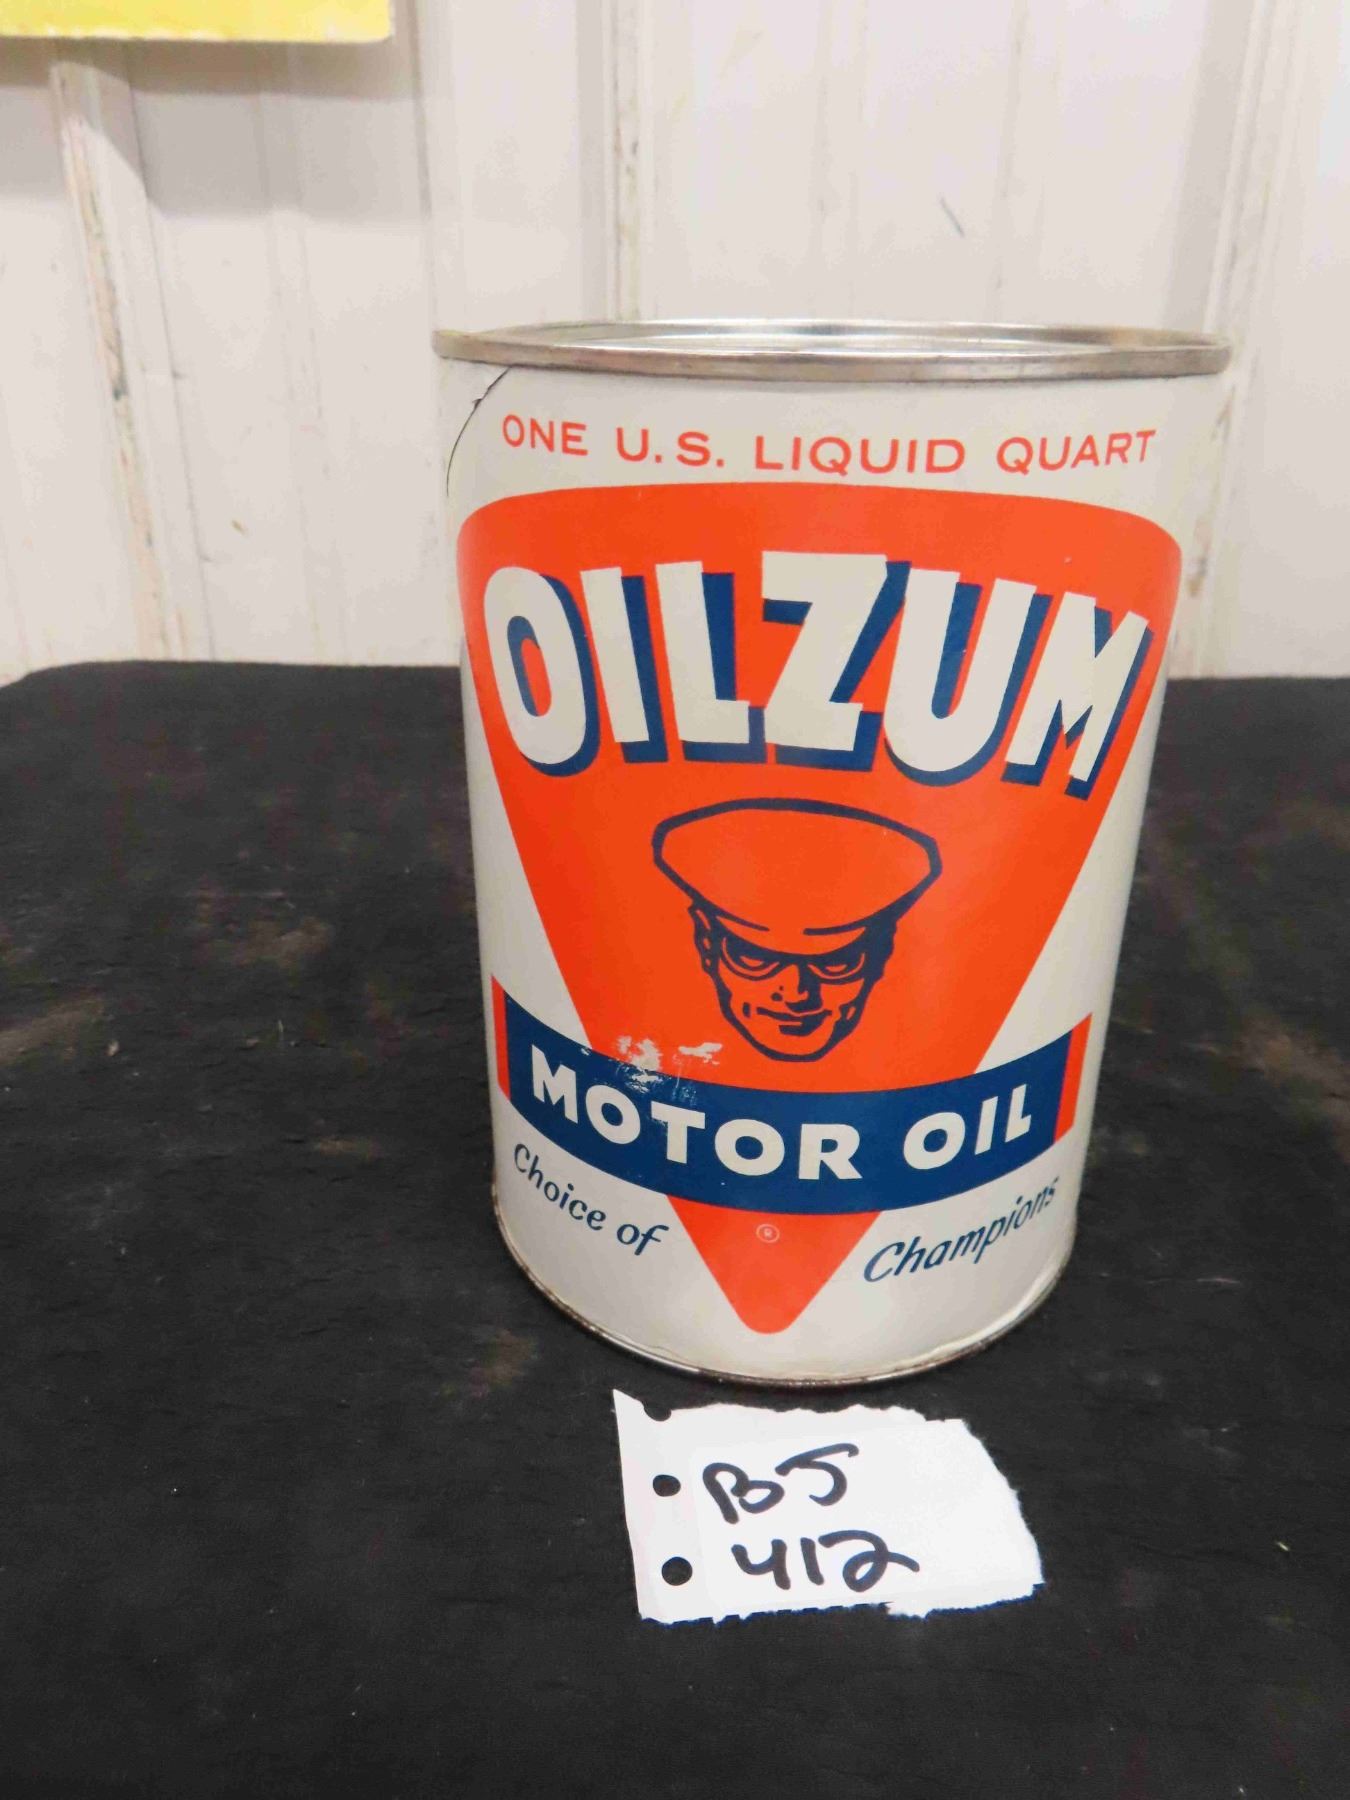 ONE U.S. LIQUID QUART
OILZUM
MOTOR OIL
Choice of Champions
®
BJ
412